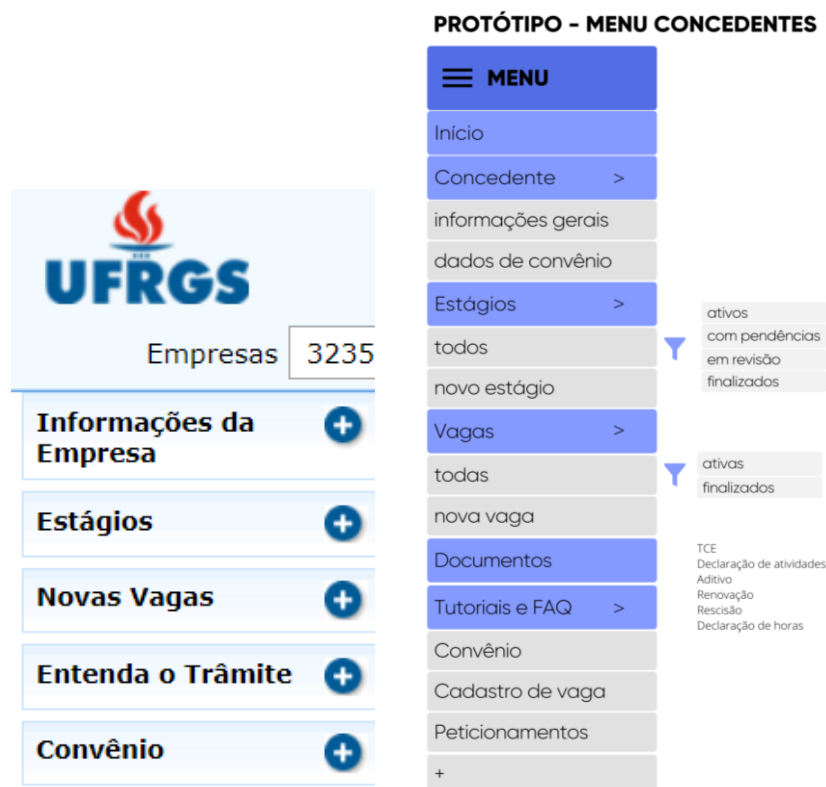 UFRGS
Empresas 3235
Informações da
Empresa
Estágios
Novas Vagas
Entenda o Trâmite
Convênio
PROTÓTIPO - MENU CONCEDENTES
MENU
Início
Concedente >
informações gerais
dados de convênio
Estágios >
todos
novo estágio
ativos
com pendências
em revisão
finalizados
Vagas >
todas
nova vaga
ativas
finalizados
Documentos
TCE
Declaração de atividades
Aditivo
Renovação
Rescisão
Declaração de horas
Tutoriais e FAQ >
Convênio
Cadastro de vaga
Peticionamentos
+